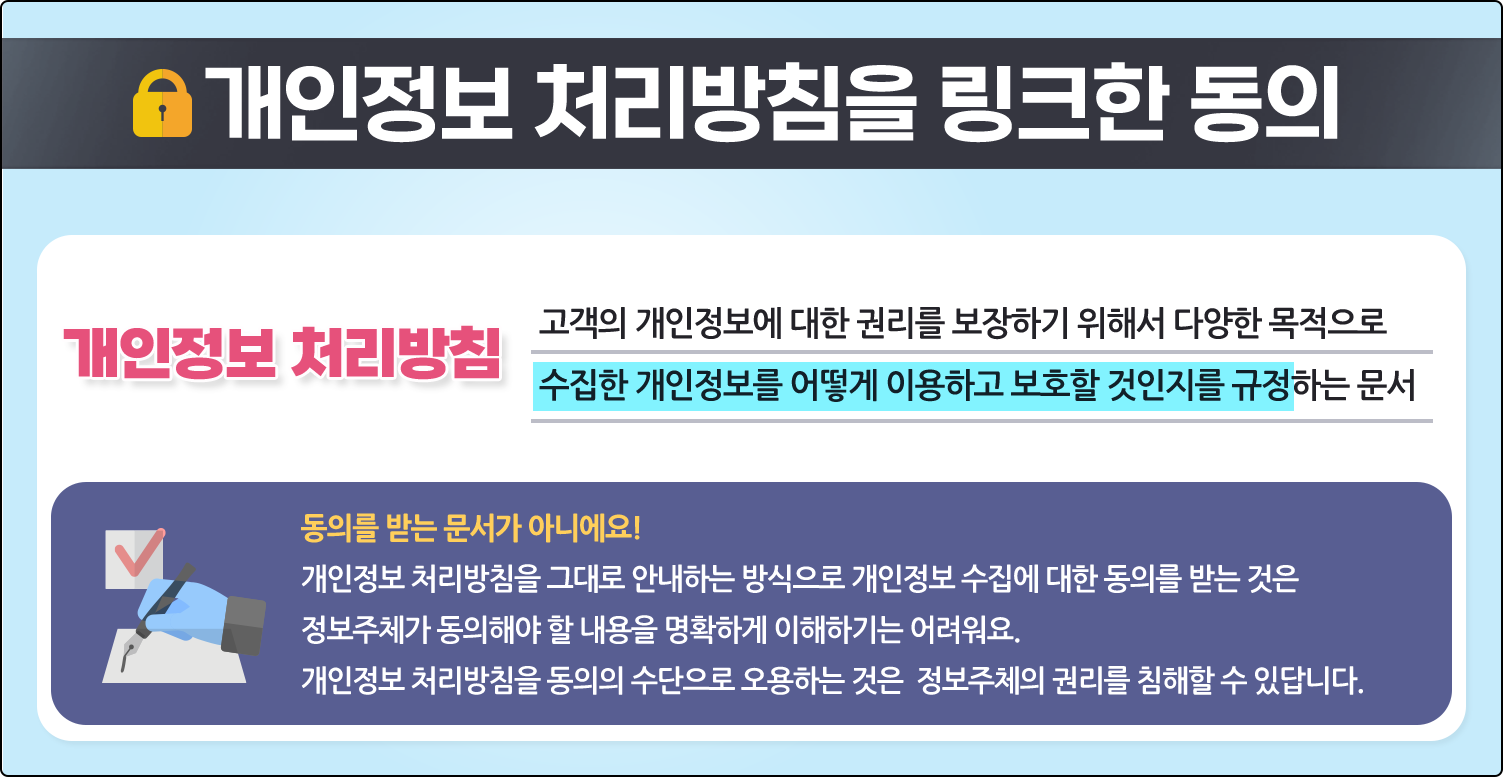 개인정보 처리방침을 링크한 동의
개인정보 처리방침
고객의 개인정보에 대한 권리를 보장하기 위해서 다양한 목적으로
수집한 개인정보를 어떻게 이용하고 보호할 것인지를 규정하는 문서
동의를 받는 문서가 아니에요!
개인정보 처리방침을 그대로 안내하는 방식으로 개인정보 수집에 대한 동의를 받는 것은
정보주체가 동의해야 할 내용을 명확하게 이해하기는 어려워요.
개인정보 처리방침을 동의의 수단으로 오용하는 것은 정보주체의 권리를 침해할 수 있답니다.